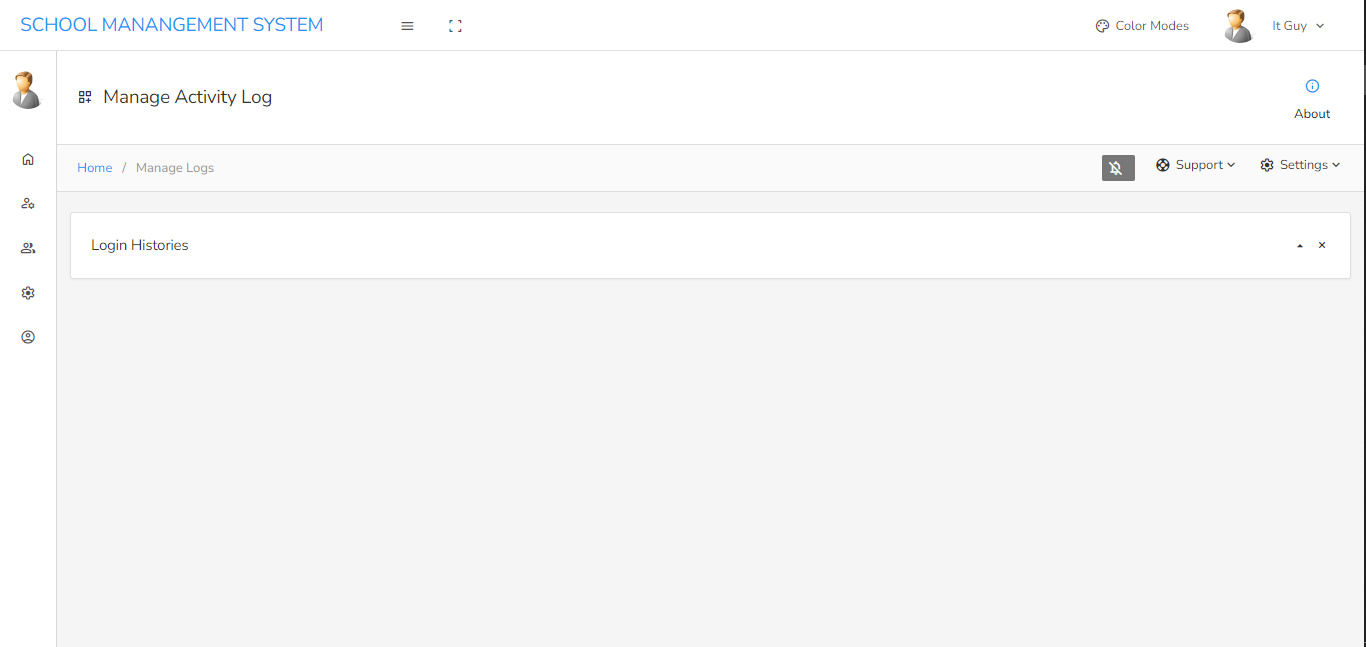 SCHOOL MANANGEMENT SYSTEM
Color Modes
It Guy
Manage Activity Log
About
Home / Manage Logs
Support
Settings
Login Histories